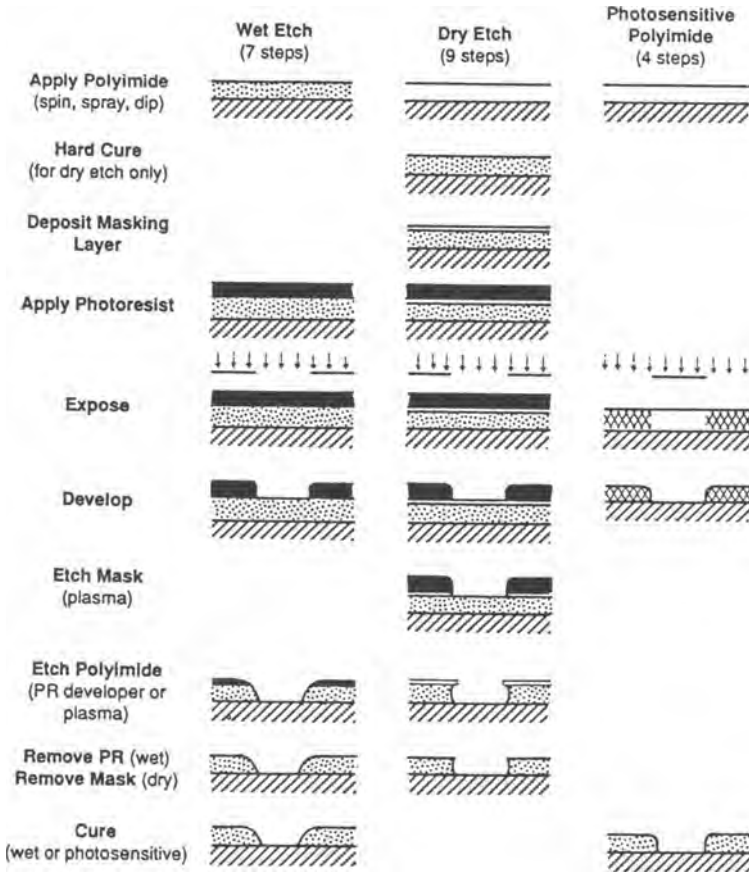 Wet Etch
(7 steps)
Dry Etch
(9 steps)
Photosensitive
Polyimide
(4 steps)
Apply Polyimide
(spin, spray, dip)
Hard Cure
(for dry etch only)
Deposit Masking
Layer
Apply Photoresist
Expose
Develop
Etch Mask
(plasma)
Etch Polyimide
(PR developer or
plasma)
Remove PR (wet)
Remove Mask (dry)
Cure
(wet or photosensitive)